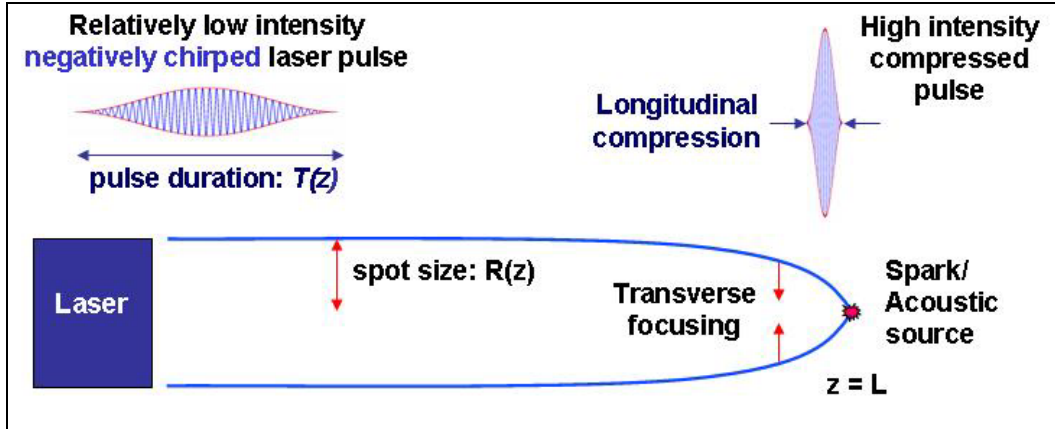 Relatively low intensity
negatively chirped laser pulse
pulse duration: T(z)
High intensity
compressed
pulse
Longitudinal
compression
Laser
spot size: R(z)
Transverse
focusing
Spark/
Acoustic
source
z = L